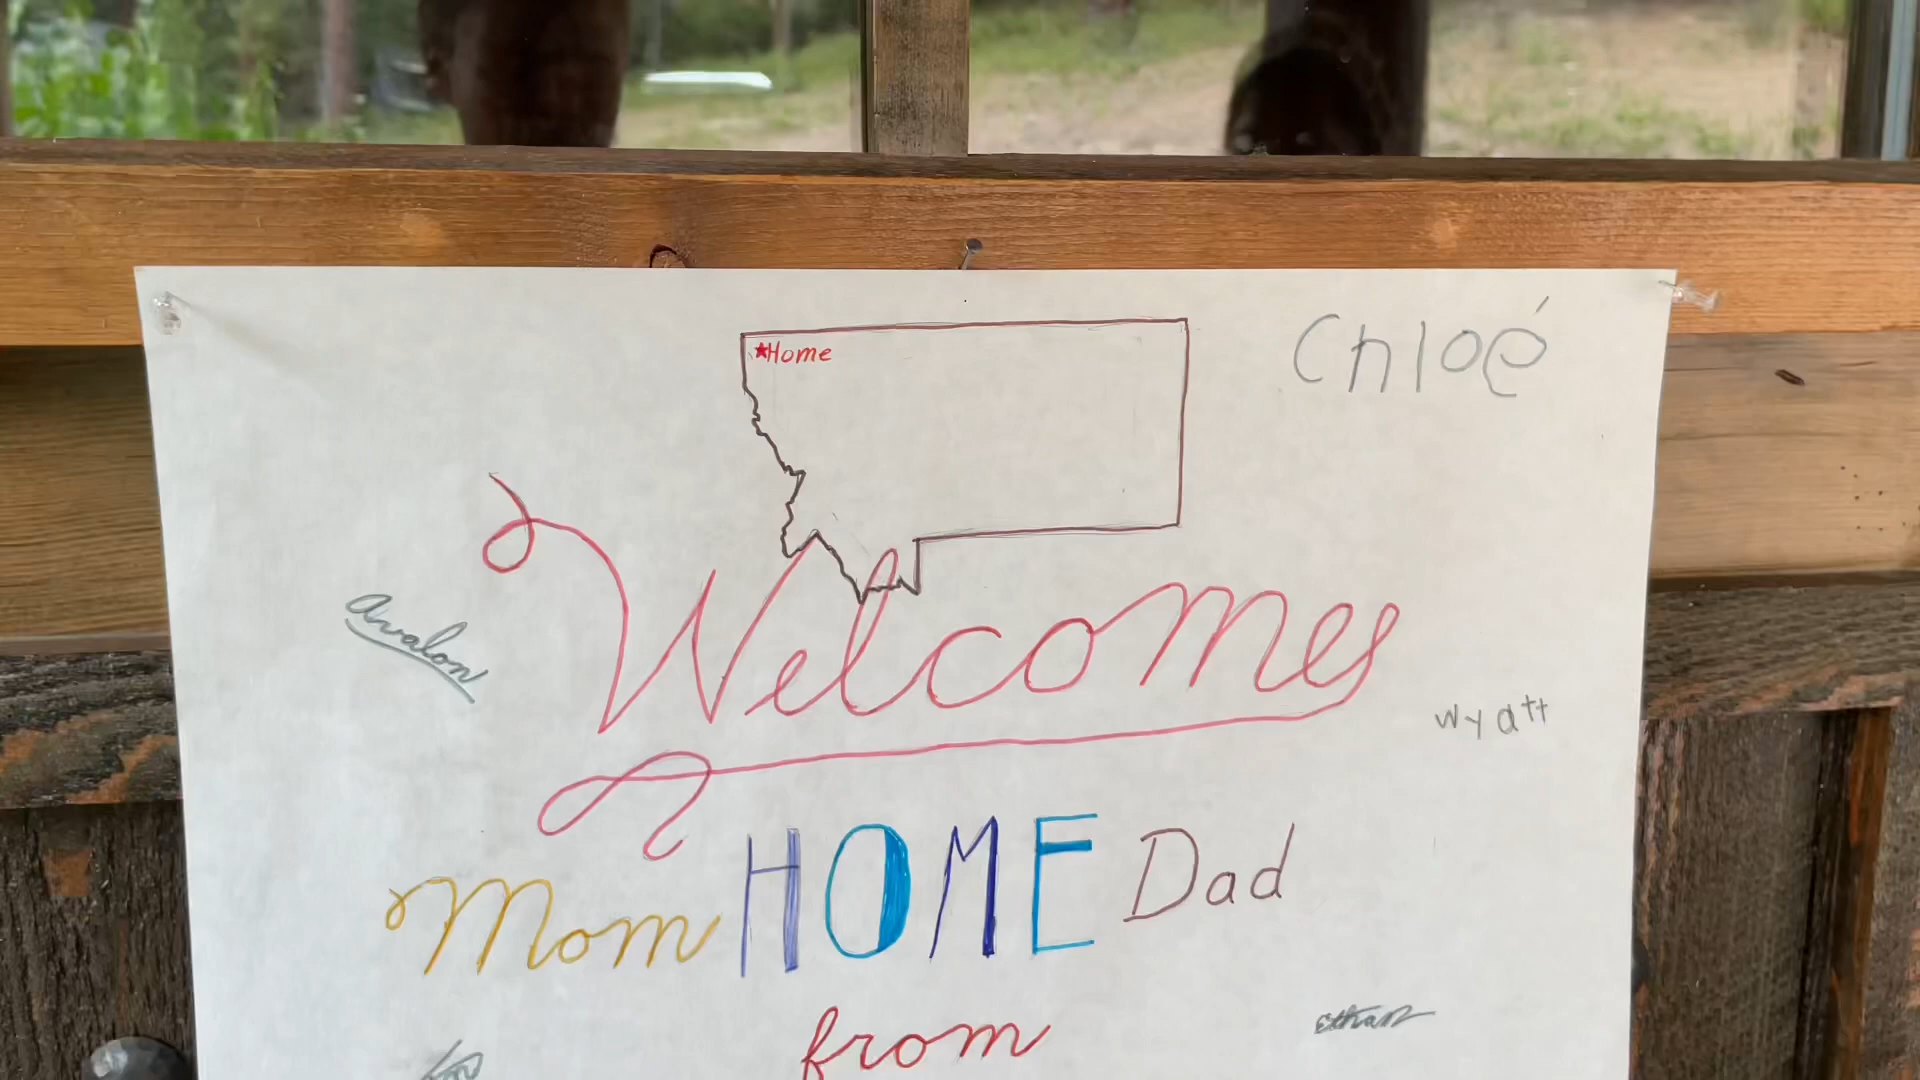 ★Home
Chloé
Avalon
Welcome
Wyatt
Mom HOME Dad
from
Ethan